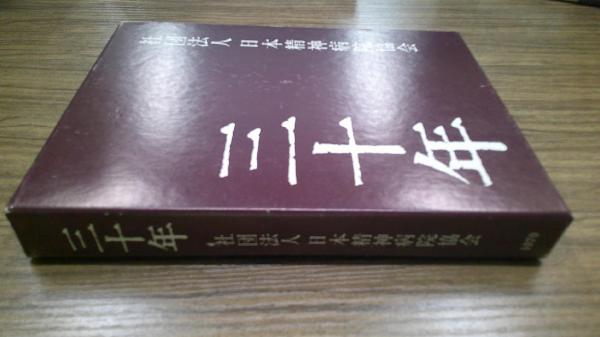 社団法人 日本精神病院協会
三十年
三十年 社団法人 日本精神病院協会 1979